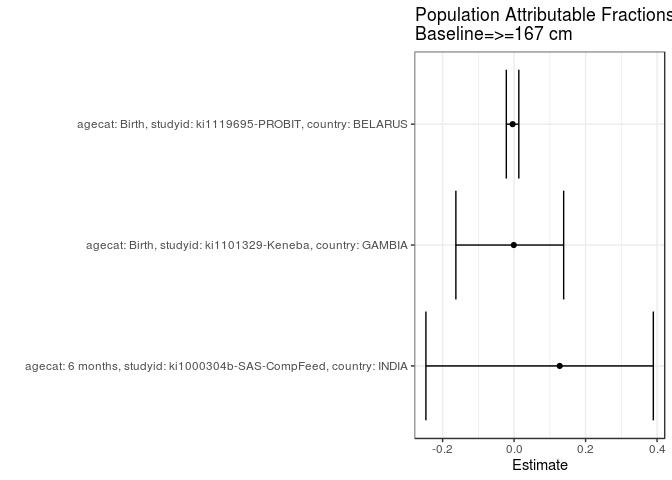 Population Attributable Fractions
Baseline=>=167 cm
agecat: Birth, studyid: ki1119695-PROBIT, country: BELARUS
agecat: Birth, studyid: ki1101329-Keneba, country: GAMBIA
agecat: 6 months, studyid: ki1000304b-SAS-CompFeed, country: INDIA
-0.2 0.0 0.2 0.4
Estimate